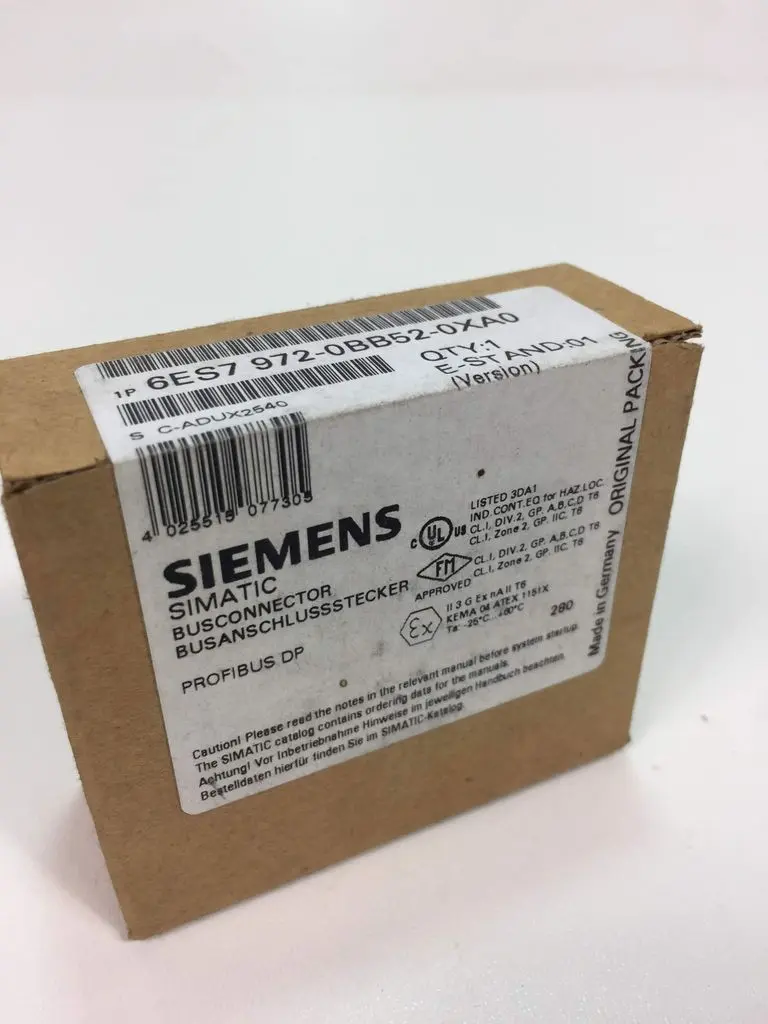 1P 6ES7 972-0BB52-0XA0
S C-ADUX2540
QTY:1
E-STAND:01
(Version)
4 025515 077305
SIEMENS
SIMATIC
BUSCONNECTOR
BUSANSCHLUSSSTECKER
PROFIBUS DP
c UL US
LISTED 3DA1
IND.CONT.EQ for HAZ.LOC.
CL.I, DIV.2, GP. A,B,C,D T6
CL.I, Zone 2, GP. IIC, T6
FM
APPROVED
CL.I, DIV.2, GP. A,B,C,D T6
CL.I, Zone 2, GP. IIC, T6
Ex
II 3 G Ex nA II T6
KEMA 04 ATEX 1151X
Ta: -25°C...+60°C
280
Made in Germany ORIGINAL PACKING
Caution! Please read the notes in the relevant manual before system startup.
The SIMATIC catalog contains ordering data for the manuals.
Achtung! Vor Inbetriebnahme Hinweise im jeweiligen Handbuch beachten.
Bestelldaten hierfür finden Sie im SIMATIC-Katalog.